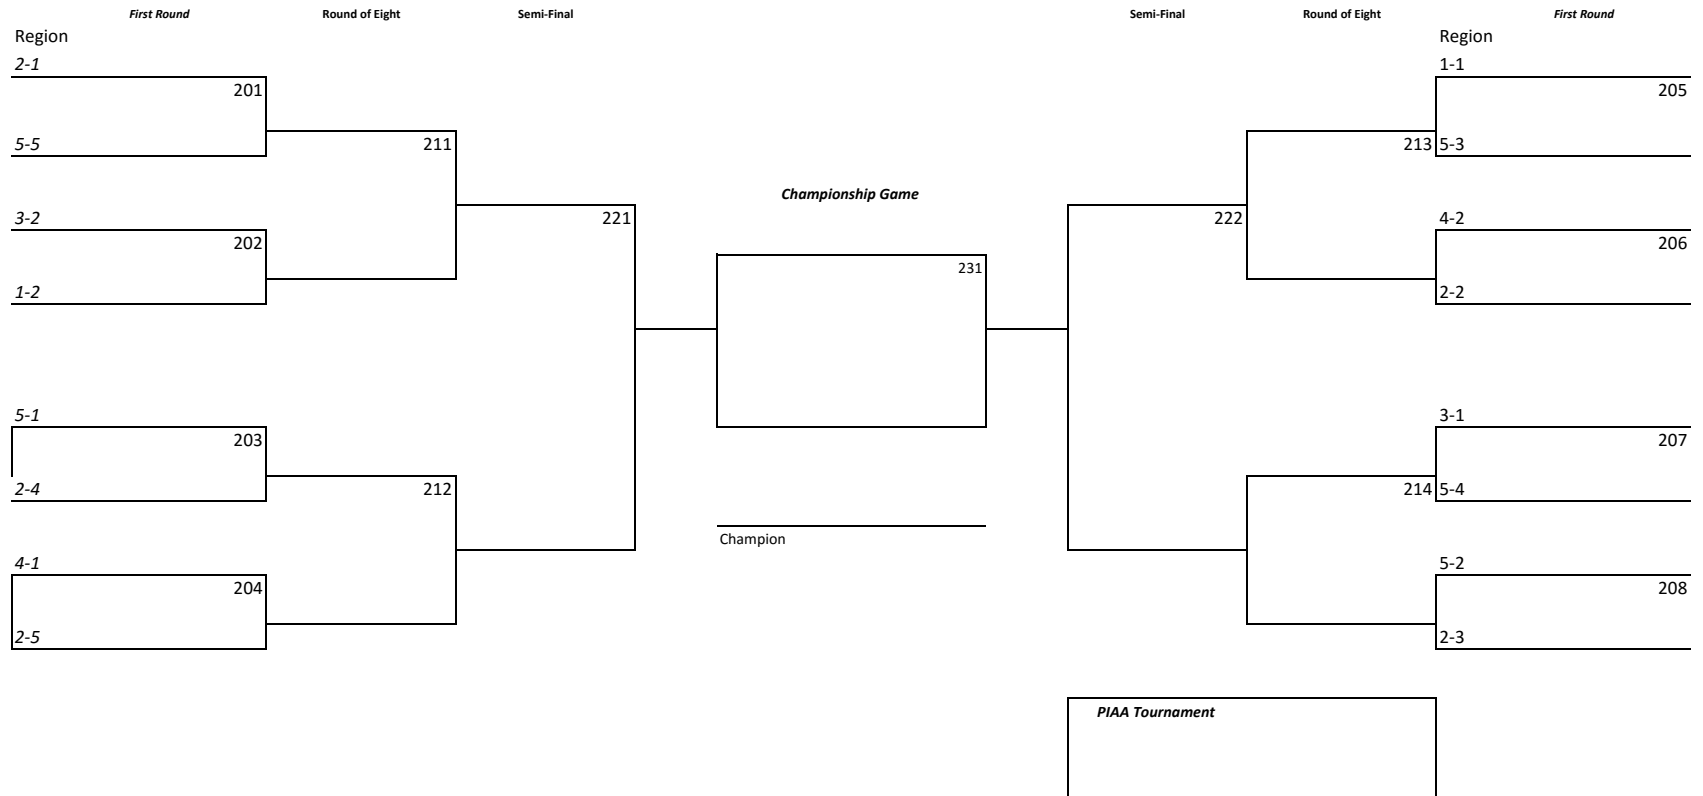 First Round Round of Eight Semi-Final Semi-Final Round of Eight First Round
Region Region
2-1 1-1
201 205
5-5 211 213 5-3
Championship Game
3-2 221 222 4-2
202 206
231
1-2 2-2
5-1 3-1
203 207
2-4 212 214 5-4
Champion
4-1 5-2
204 208
2-5 2-3
PIAA Tournament